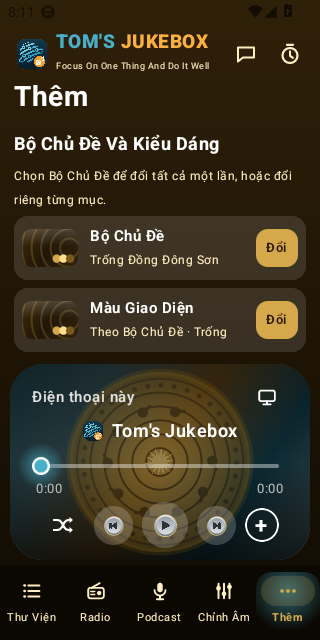 8:11
TOM'S JUKEBOX
Focus On One Thing And Do It Well
Thêm
Bộ Chủ Đề Và Kiểu Dáng
Chọn Bộ Chủ Đề để đổi tất cả một lần, hoặc đổi
riêng từng mục.
Bộ Chủ Đề
Trống Đồng Đông Sơn
Đổi
Màu Giao Diện
Theo Bộ Chủ Đề · Trống
Đổi
Điện thoại này
Tom's Jukebox
0:00
0:00
Thư Viện
Radio
Podcast
Chỉnh Âm
Thêm